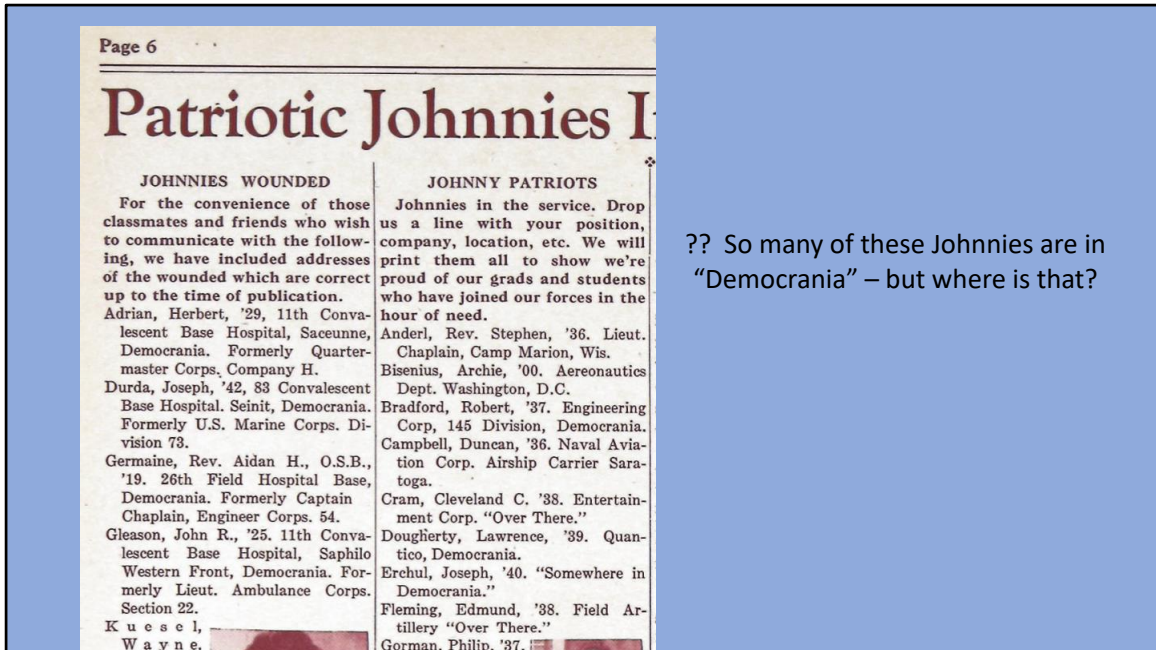 Page 6
Patriotic Johnnies
JOHNNIES WOUNDED
For the convenience of those
classmates and friends who wish
to communicate with the follow-
ing, we have included addresses
of the wounded which are correct
up to the time of publication.
Adrian, Herbert, '29, 11th Conva-
lescent Base Hospital, Saceunne,
Democrania. Formerly Quarter-
master Corps. Company H.
Durda, Joseph, '42, 83 Convalescent
Base Hospital. Seinit, Democrania.
Formerly U.S. Marine Corps. Di-
vision 73.
Germaine, Rev. Aidan H., O.S.B.,
'19. 26th Field Hospital Base,
Democrania. Formerly Captain
Chaplain, Engineer Corps. 54.
Gleason, John R., '25. 11th Conva-
lescent Base Hospital, Saphilo
Western Front, Democrania. For-
merly Lieut. Ambulance Corps.
Section 22.
Kuesel,
Wayne,
JOHNNY PATRIOTS
Johnnies in the service. Drop
us a line with your position,
company, location, etc. We will
print them all to show we're
proud of our grads and students
who have joined our forces in the
hour of need.
Anderl, Rev. Stephen, '36. Lieut.
Chaplain, Camp Marion, Wis.
Bisenius, Archie, '00. Aereonautics
Dept. Washington, D.C.
Bradford, Robert, '37. Engineering
Corp, 145 Division, Democrania.
Campbell, Duncan, '36. Naval Avia-
tion Corp. Airship Carrier Sara-
toga.
Cram, Cleveland C. '38. Entertain-
ment Corp. "Over There."
Dougherty, Lawrence, '39. Quan-
tico, Democrania.
Erchul, Joseph, '40. "Somewhere in
Democrania."
Fleming, Edmund, '38. Field Ar-
tillery "Over There."
Gorman, Philip, '37.
?? So many of these Johnnies are in
“Democrania” – but where is that?